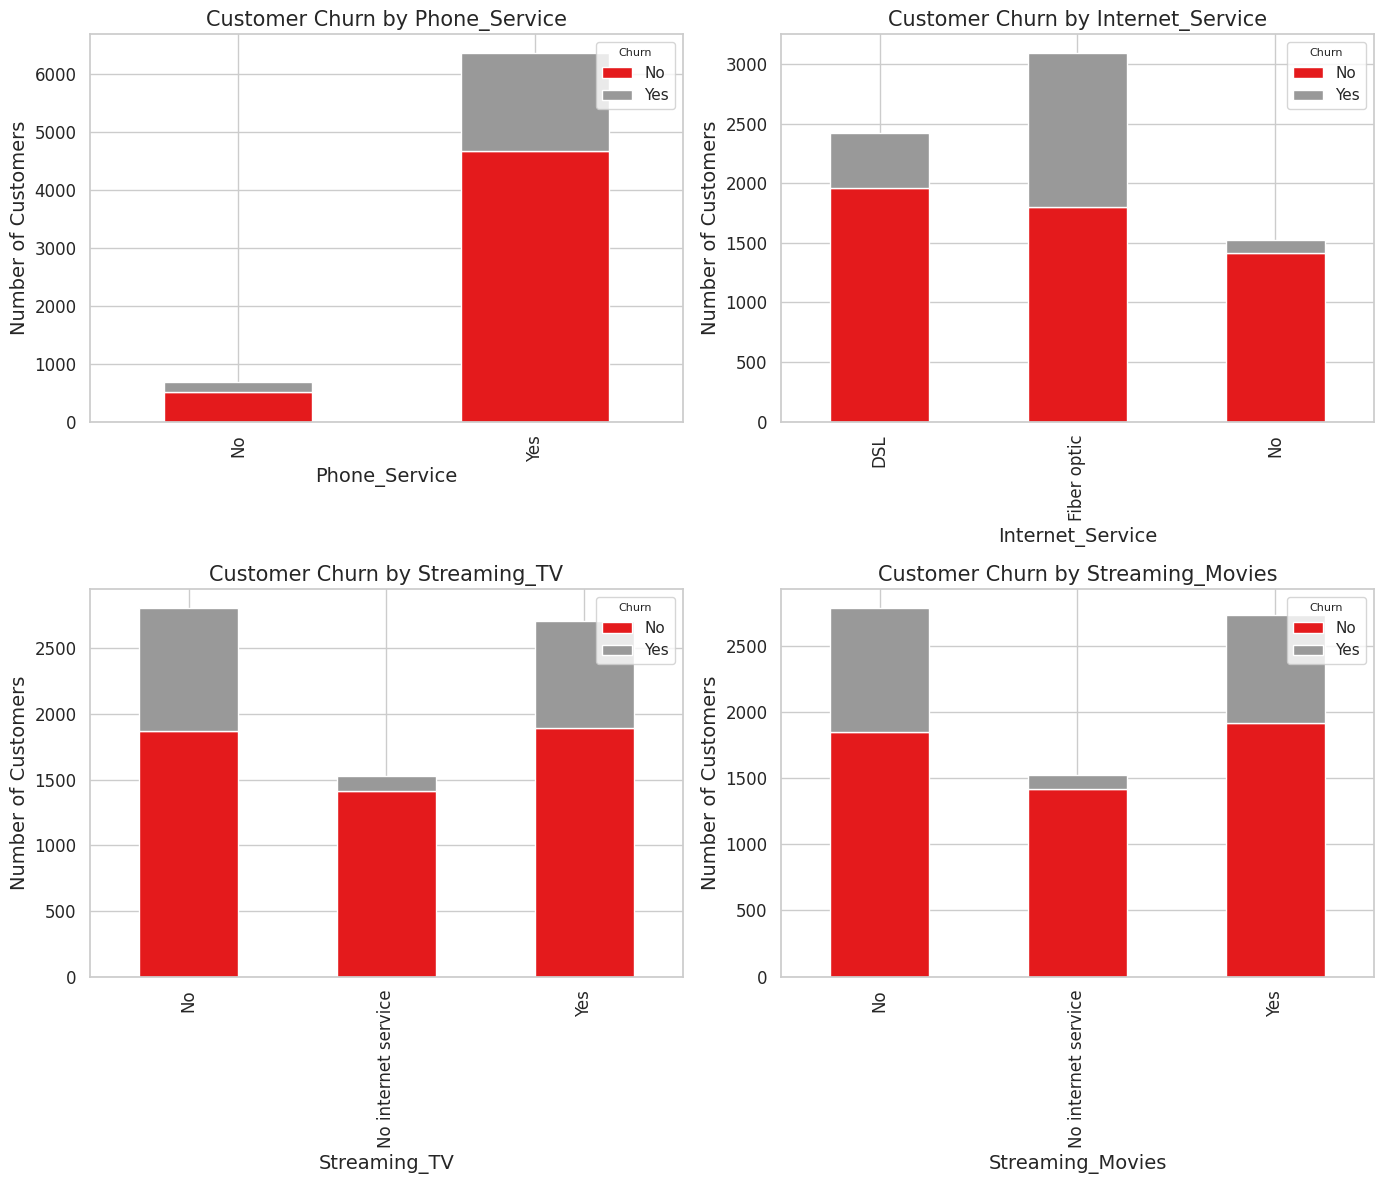 Customer Churn by Phone_Service
Number of Customers
6000
5000
4000
3000
2000
1000
0
Churn
No
Yes
No
Yes
Phone_Service
Customer Churn by Internet_Service
Number of Customers
3000
2500
2000
1500
1000
500
0
Churn
No
Yes
DSL
Fiber optic
No
Internet_Service
Customer Churn by Streaming_TV
Number of Customers
2500
2000
1500
1000
500
0
Churn
No
Yes
No
No internet service
Yes
Streaming_TV
Customer Churn by Streaming_Movies
Number of Customers
2500
2000
1500
1000
500
0
Churn
No
Yes
No
No internet service
Yes
Streaming_Movies